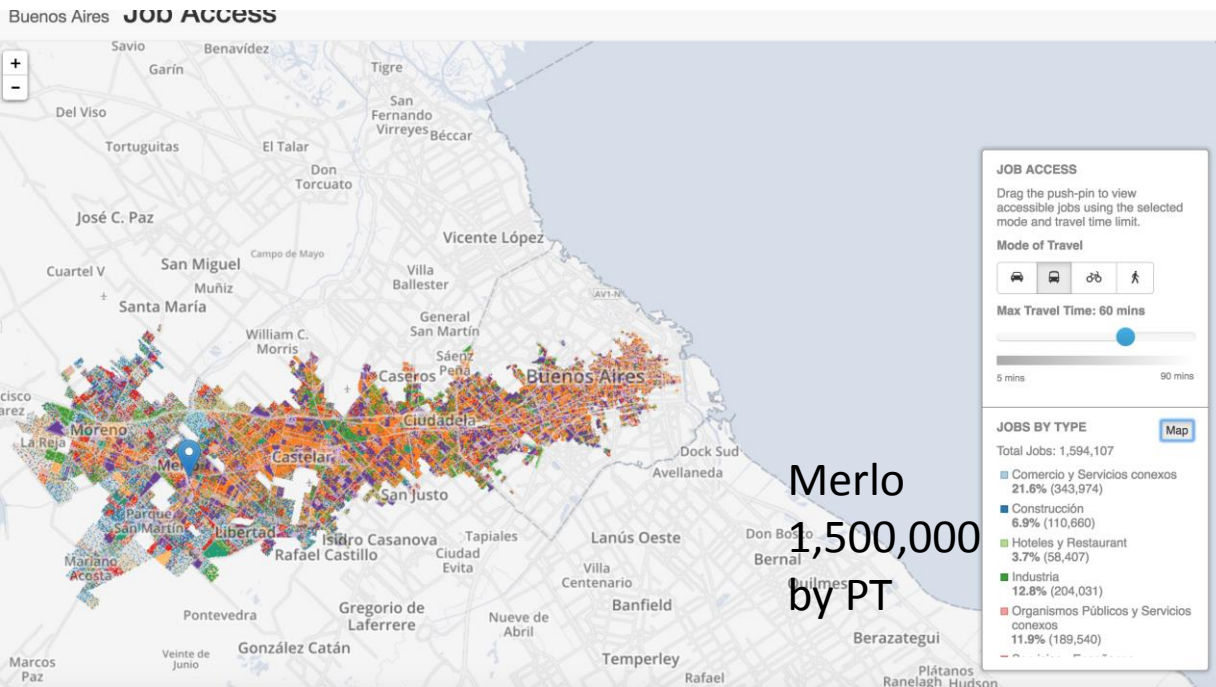 Buenos Aires Job Access
+
-
Savio
Benavídez
Garín
Tigre
Del Viso
San
Fernando
Virreyes
Béccar
Tortuguitas
El Talar
Don
Torcuato
José C. Paz
Vicente López
Campo de Mayo
San Miguel
Cuartel V
Muñiz
Villa
Ballester
Santa María
AV1-N
General
San Martín
William C.
Morris
Sáenz
Peña
Caseros
Buenos Aires
cisco
Ciudadela
Moreno
La Reja
Castelar
Dock Sud
Avellaneda
San Justo
Parque
San Martín
Libertad
Isidro Casanova
Tapiales
Lanús Oeste
Don Bosco
Rafael Castillo
Ciudad
Evita
Bernal
Mariano
Acosta
Villa
Centenario
Quilmes
Pontevedra
Gregorio de
Laferrere
Banfield
Nueve de
Abril
Berazategui
Veinte de
Junio
González Catán
Marcos
Paz
Temperley
Rafael
Plátanos
Ranelagh
Hudson
Merlo
1,500,000
by PT
JOB ACCESS
Drag the push-pin to view
accessible jobs using the selected
mode and travel time limit.
Mode of Travel
Max Travel Time: 60 mins
5 mins
90 mins
JOBS BY TYPE
Map
Total Jobs: 1,594,107
Comercio y Servicios conexos
21.6% (343,974)
Construcción
6.9% (110,660)
Hoteles y Restaurant
3.7% (58,407)
Industria
12.8% (204,031)
Organismos Públicos y Servicios
conexos
11.9% (189,540)